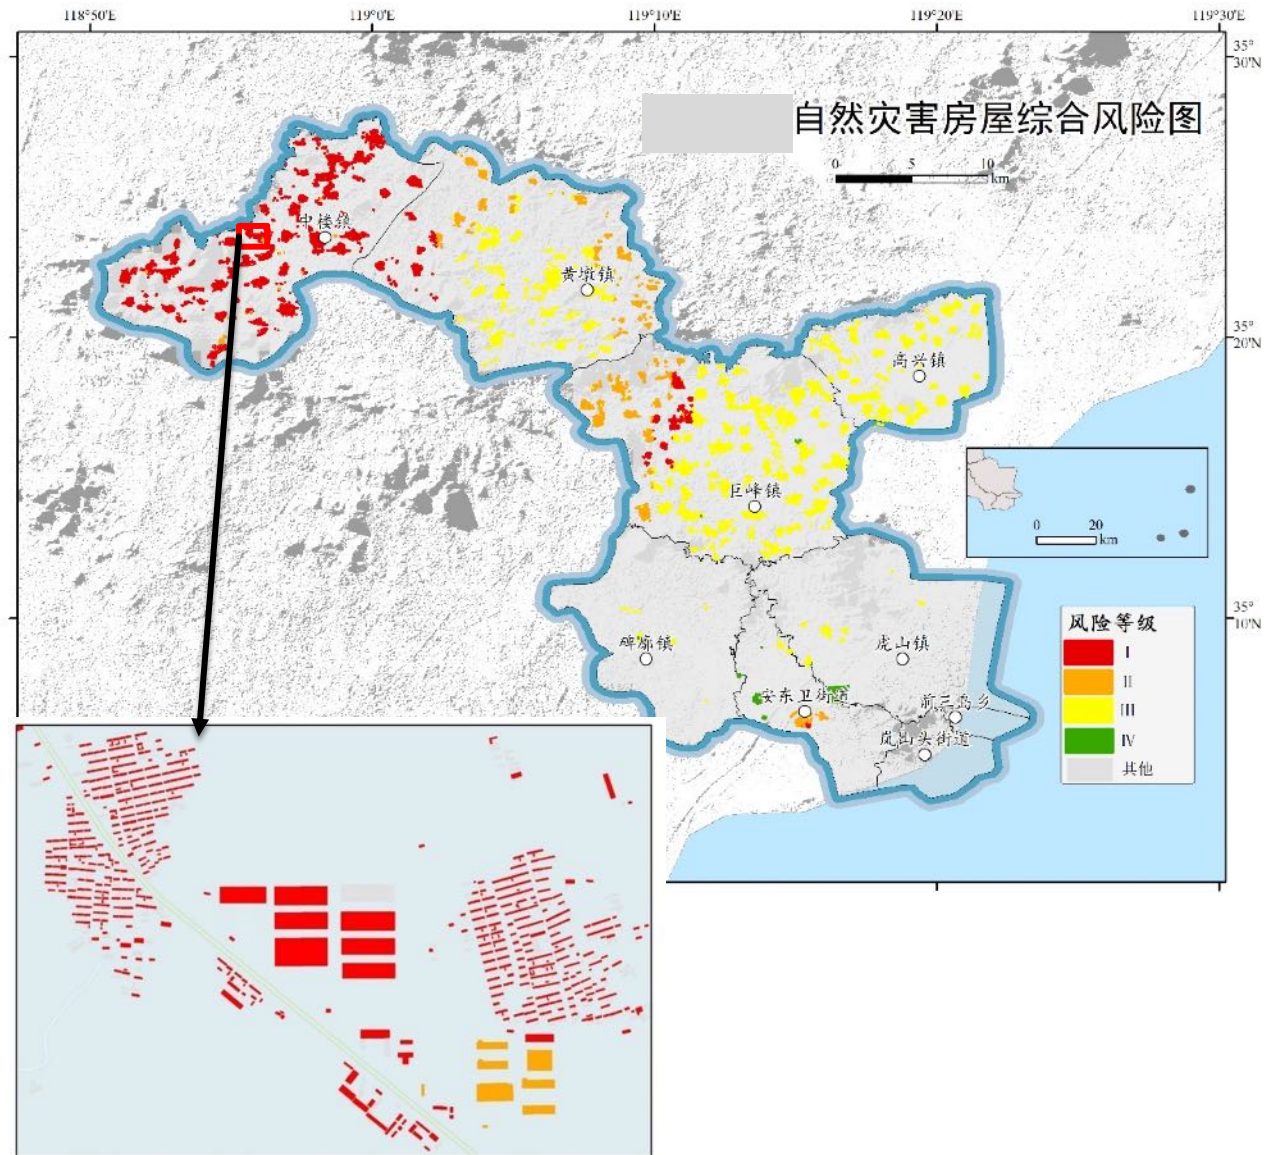 118°50'E
119°0'E
119°10'E
119°20'E
119°30'E
35°
30'N
自然灾害房屋综合风险图
0 5 10
km
中楼镇
黄墩镇
35°
20'N
高兴镇
巨峰镇
0 20
km
35°
10'N
风险等级
I
II
III
IV
其他
碑廓镇
虎山镇
安东卫街道
前三岛乡
岚山头街道